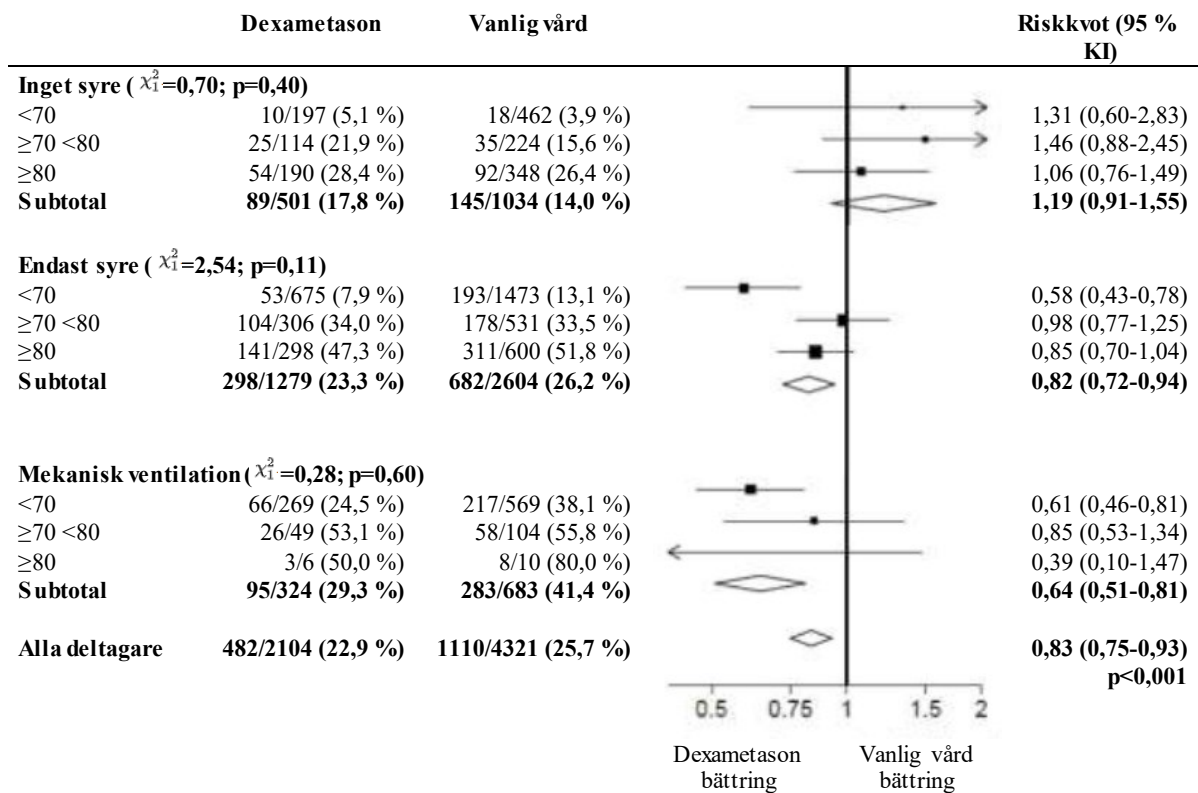 Dexametason Vanlig vård Riskkvot (95 %
KI)
Inget syre ( χ₁²=0,70; p=0,40)
<70 10/197 (5,1 %) 18/462 (3,9 %) 1,31 (0,60-2,83)
≥70 <80 25/114 (21,9 %) 35/224 (15,6 %) 1,46 (0,88-2,45)
≥80 54/190 (28,4 %) 92/348 (26,4 %) 1,06 (0,76-1,49)
Subtotal 89/501 (17,8 %) 145/1034 (14,0 %) 1,19 (0,91-1,55)
Endast syre ( χ₁²=2,54; p=0,11)
<70 53/675 (7,9 %) 193/1473 (13,1 %) 0,58 (0,43-0,78)
≥70 <80 104/306 (34,0 %) 178/531 (33,5 %) 0,98 (0,77-1,25)
≥80 141/298 (47,3 %) 311/600 (51,8 %) 0,85 (0,70-1,04)
Subtotal 298/1279 (23,3 %) 682/2604 (26,2 %) 0,82 (0,72-0,94)
Mekanisk ventilation ( χ₁²=0,28; p=0,60)
<70 66/269 (24,5 %) 217/569 (38,1 %) 0,61 (0,46-0,81)
≥70 <80 26/49 (53,1 %) 58/104 (55,8 %) 0,85 (0,53-1,34)
≥80 3/6 (50,0 %) 8/10 (80,0 %) 0,39 (0,10-1,47)
Subtotal 95/324 (29,3 %) 283/683 (41,4 %) 0,64 (0,51-0,81)
Alla deltagare 482/2104 (22,9 %) 1110/4321 (25,7 %) 0,83 (0,75-0,93)
p<0,001
0.5 0.75 1 1.5 2
Dexametason Vanlig vård
bättring bättring